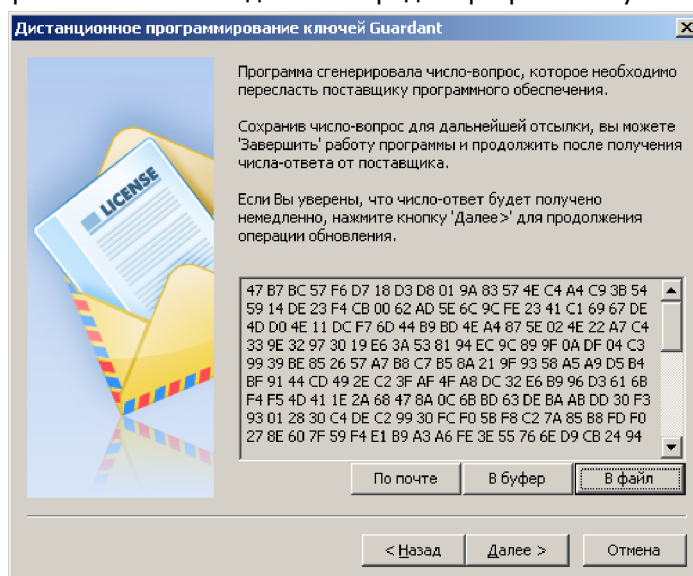 Дистанционное программирование ключей Guardant
Программа сгенерировала число-вопрос, которое необходимо
переслать поставщику программного обеспечения.
Сохранив число-вопрос для дальнейшей отсылки, вы можете
'Завершить' работу программы и продолжить после получения
числа-ответа от поставщика.
Если Вы уверены, что число-ответ будет получено
немедленно, нажмите кнопку 'Далее>' для продолжения
операции обновления.
LICENSE
47 B7 BC 57 F6 D7 18 D3 D8 01 9A 83 57 4E C4 A4 C9 3B 54
59 14 DE 23 F4 CB 00 62 AD 5E 6C 9C FE 23 41 C1 69 67 DE
4D D0 4E 11 DC F7 6D 44 B9 BD 4E A4 87 5E 02 4E 22 A7 C4
33 9E 32 97 30 19 E6 3A 53 81 94 EC 9C 89 9F 0A DF 04 C3
99 39 BE 85 26 57 A7 B8 C7 B5 8A 21 9F 93 58 A5 A9 D5 B4
BF 91 44 CD 49 2E C2 3F AF 4F A8 DC 32 E6 B9 96 D3 61 6B
F4 F5 4D 41 1E 2A 68 47 8A 0C 6B BD 63 DE BA AB DD 30 F3
93 01 28 30 C4 DE C2 99 30 FC F0 5B F8 C2 7A 85 B8 FD F0
27 8E 60 7F 59 F4 E1 B9 A3 A6 FE 3E 55 76 6E D9 CB 24 94
По почте
В буфер
В файл
< Назад
Далее >
Отмена